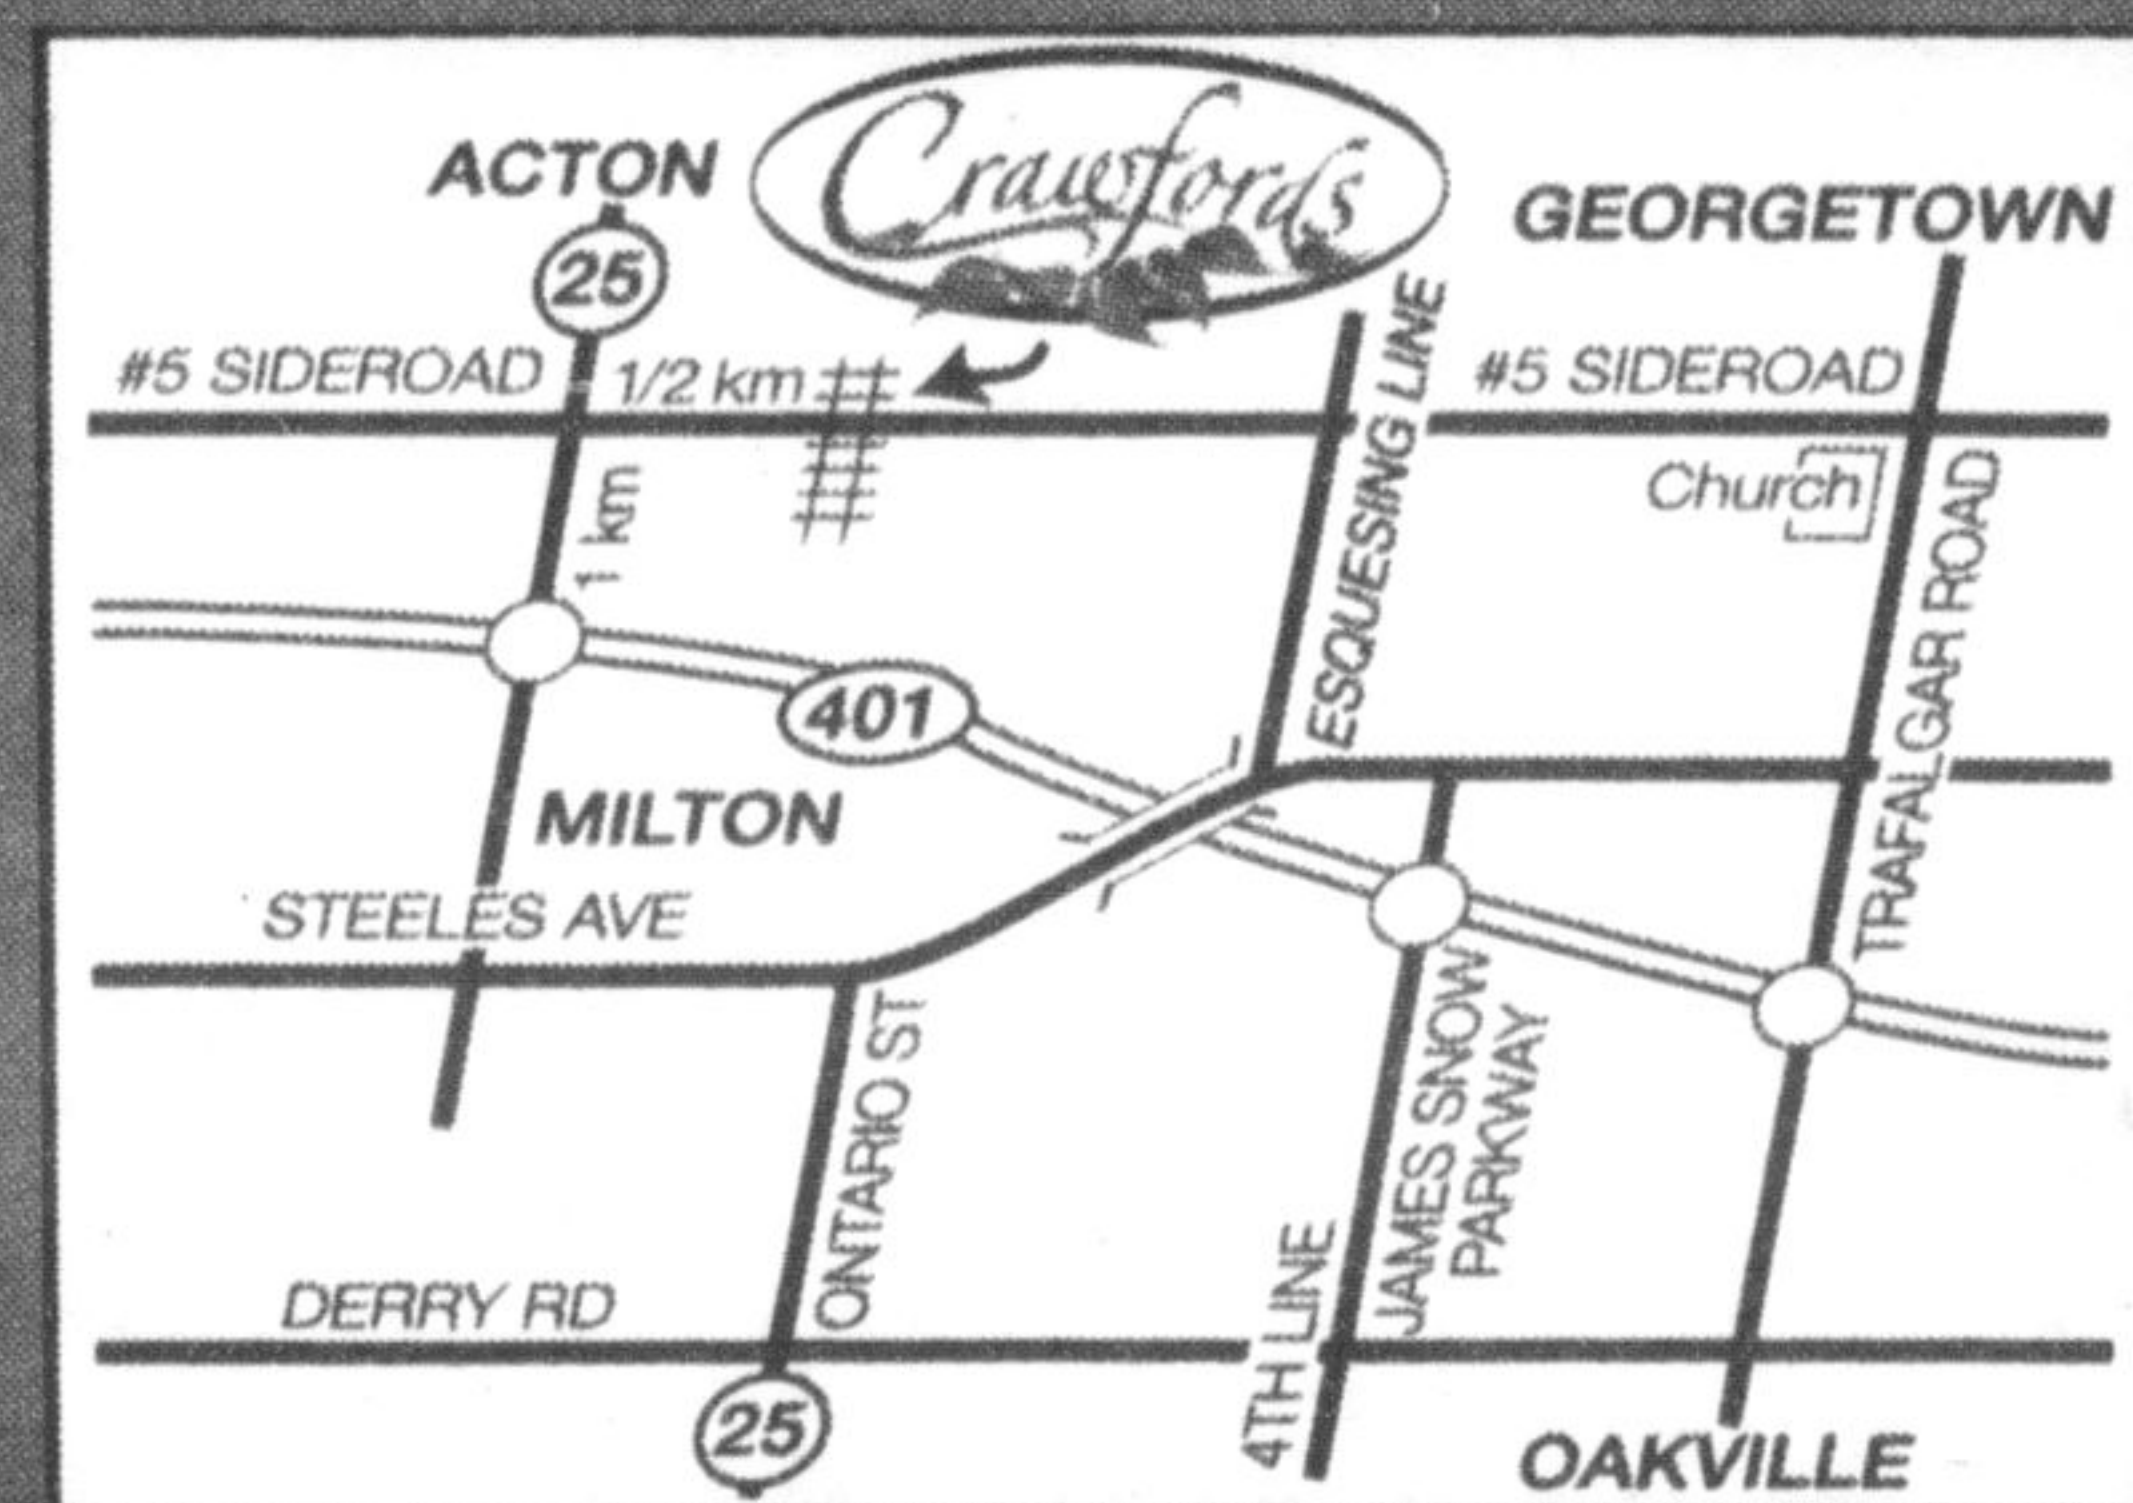 Crawfords
ACTON
GEORGETOWN
25
#5 SIDEROAD
1/2 km
ESQUESING LINE
#5 SIDEROAD
1 km
Church
TRAFALGAR ROAD
401
MILTON
STEELES AVE
ONTARIO ST
JAMES SNOW
PARKWAY
4TH LINE
DERRY RD
25
OAKVILLE